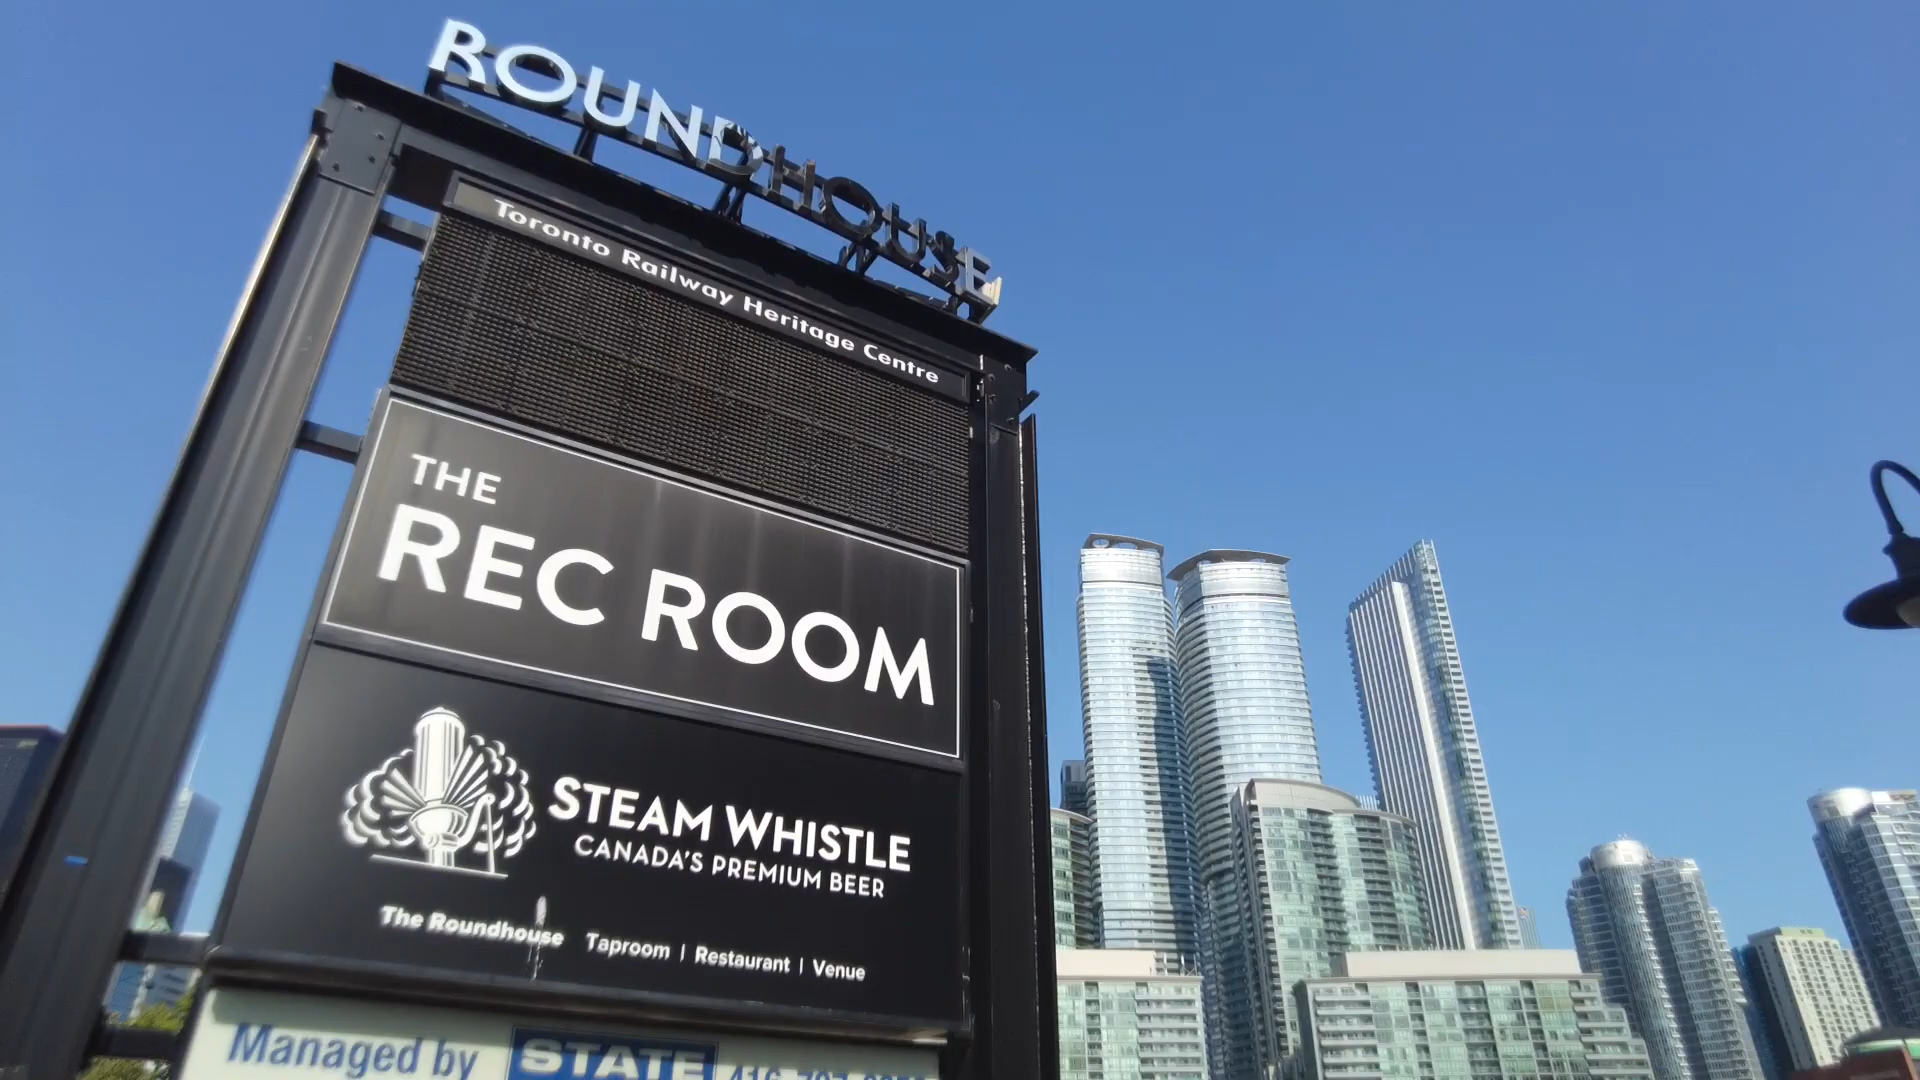 ROUNDHOUSE
Toronto Railway Heritage Centre
THE
REC ROOM
STEAM WHISTLE
CANADA'S PREMIUM BEER
The Roundhouse Taproom | Restaurant | Venue
Managed by STATE